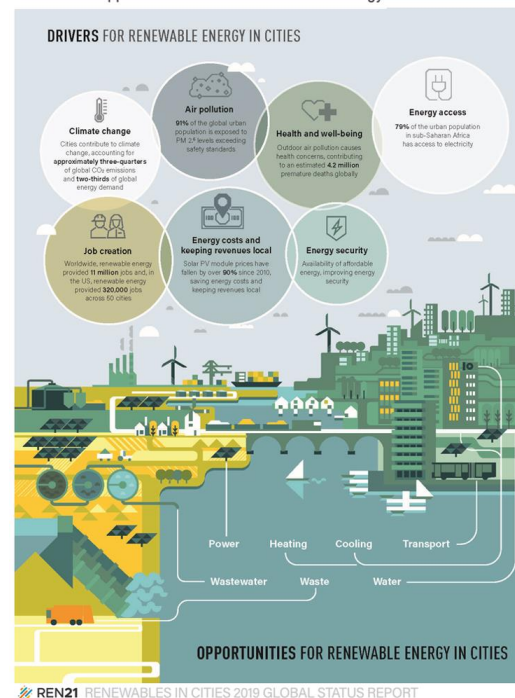 DRIVERS FOR RENEWABLE ENERGY IN CITIES
Climate change
Cities contribute to climate
change, accounting for
approximately three-quarters
of global CO₂ emissions
and two-thirds of global
energy demand
Air pollution
91% of the global urban
population is exposed to
PM levels exceeding
safety standards
Health and well-being
Outdoor air pollution causes
health concerns, contributing
to an estimated 4.2 million
premature deaths globally
Energy access
79% of the urban population
in sub-Saharan Africa
has access to electricity
Job creation
Worldwide, renewable energy
provided 11 million jobs and, in
the US, renewable energy
provided 320,000 jobs
across 50 cities
Energy costs and
keeping revenues local
Solar PV module prices have
fallen by over 90% since 2010,
saving energy costs and
keeping revenues local
Energy security
Availability of affordable
energy, improving energy
security
Power Heating Cooling Transport
Wastewater Waste Water
OPPORTUNITIES FOR RENEWABLE ENERGY IN CITIES
REN21 RENEWABLES IN CITIES 2019 GLOBAL STATUS REPORT